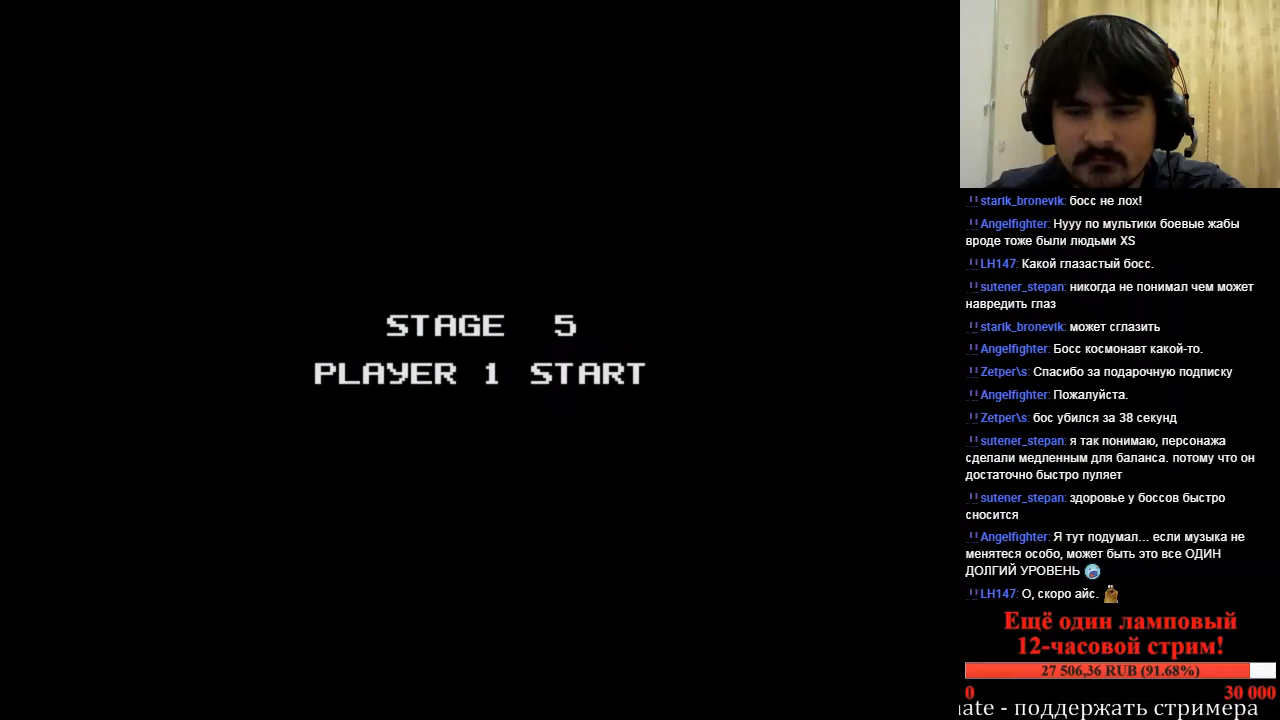 STAGE 5
PLAYER 1 START
starik_bronevik: босс не лох!
Angelfighter: Нууу по мультики боевые жабы
вроде тоже были людьми XS
LH147: Какой глазастый босс.
sutener_stepan: никогда не понимал чем может
навредить глаз
starik_bronevik: может сглазить
Angelfighter: Босс космонавт какой-то.
Zetper\s: Спасибо за подарочную подписку
Angelfighter: Пожалуйста.
Zetper\s: бос убился за 38 секунд
sutener_stepan: я так понимаю, персонажа
сделали медленным для баланса. потому что он
достаточно быстро пуляет
sutener_stepan: здоровье у боссов быстро
сносится
Angelfighter: Я тут подумал... если музыка не
менятеся особо, может быть это все ОДИН
ДОЛГИЙ УРОВЕНЬ
LH147: О, скоро айс.
Ещё один ламповый
12-часовой стрим!
27 506,36 RUB (91.68%)
0 30 000
nate - поддержать стримера